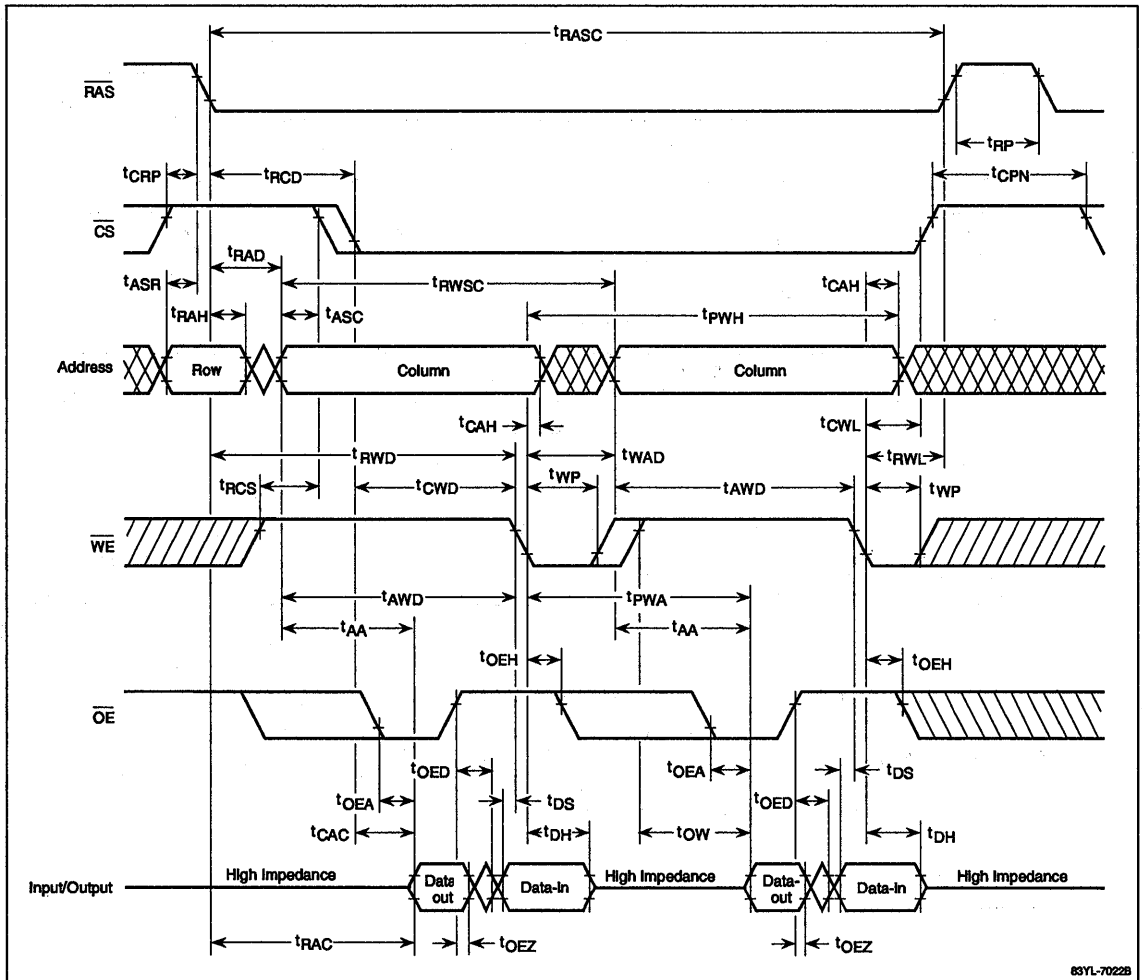 tRASC
RAS
tRP
tCRP
tRCD
tCPN
CS
tRAD
tASR
tRWSC
tCAH
tRAH
tASC
tPWH
Address
Row
Column
Column
tCAH
tCWL
tRWD
tWAD
tRWL
tRCS
tCWD
tWP
tAWD
tWP
WE
tAWD
tPWA
tAA
tAA
tOEH
tOEH
OE
tOED
tOEA
tDS
tOEA
tDS
tOED
tCAC
tDH
tOW
tDH
Input/Output
High Impedance
Data out
Data-In
High Impedance
Data-out
Data-In
High Impedance
tRAC
tOEZ
tOEZ
83YL-7022B